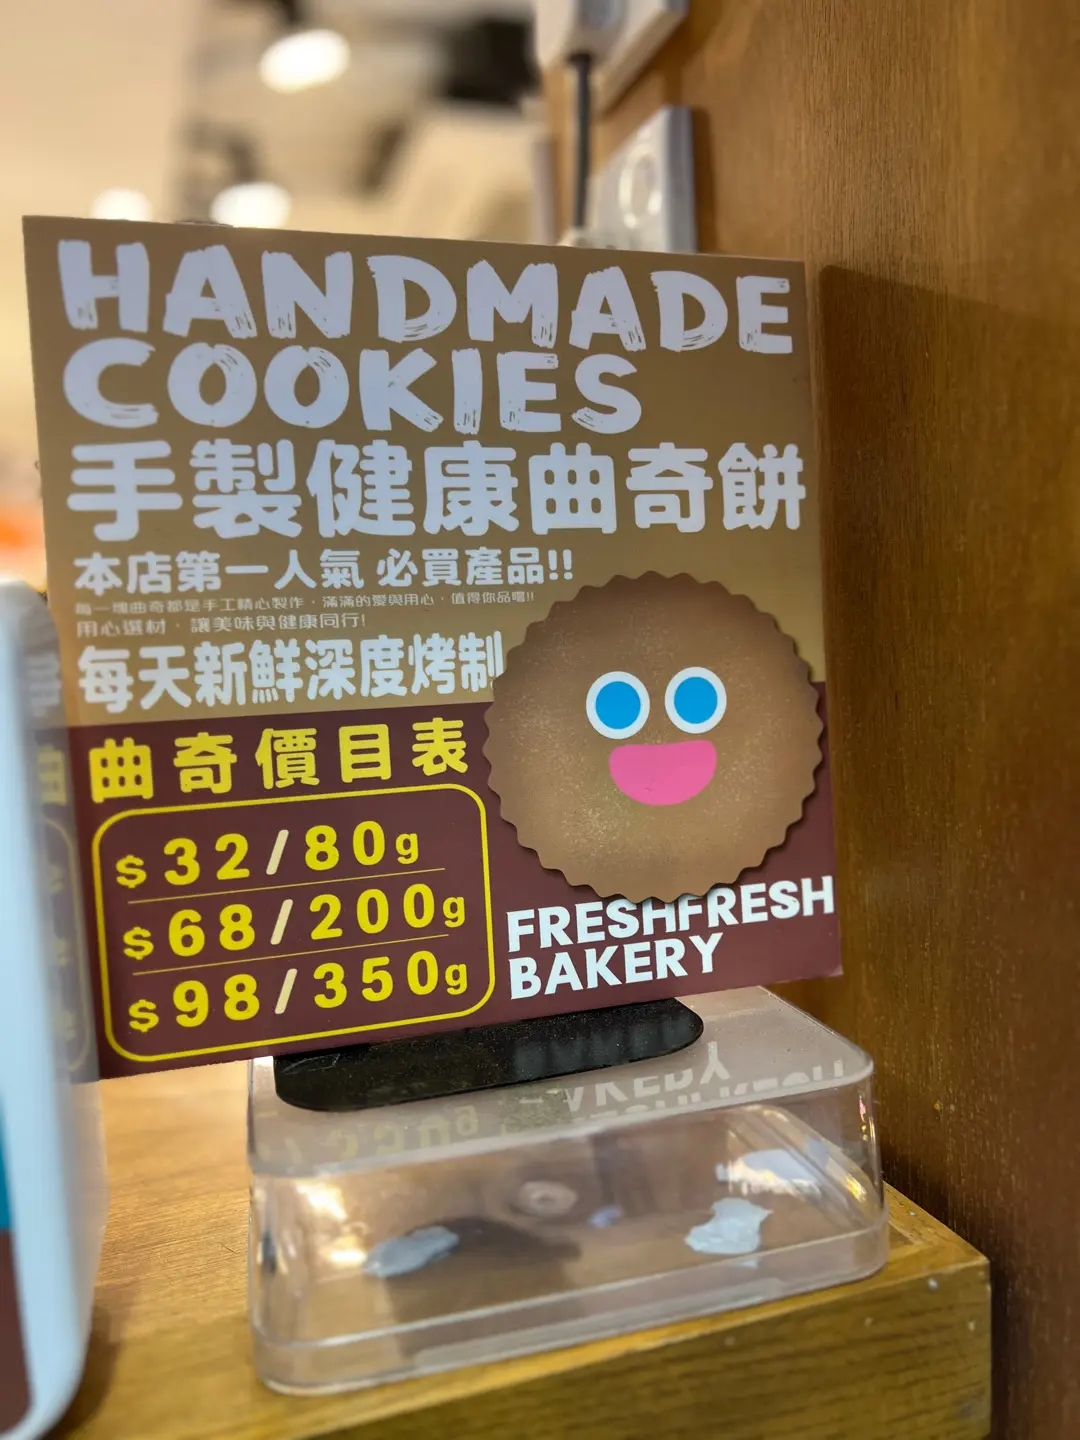 HANDMADE
COOKIES
手製健康曲奇餅
本店第一人氣 必買產品!!
每一塊曲奇都是手工精心製作，滿滿的愛與用心，值得你品嚐!!
用心選材，讓美味與健康同行!
每天新鮮深度烤制
曲奇價目表
$32/80g
$68/200g
$98/350g
FRESHFRESH
BAKERY